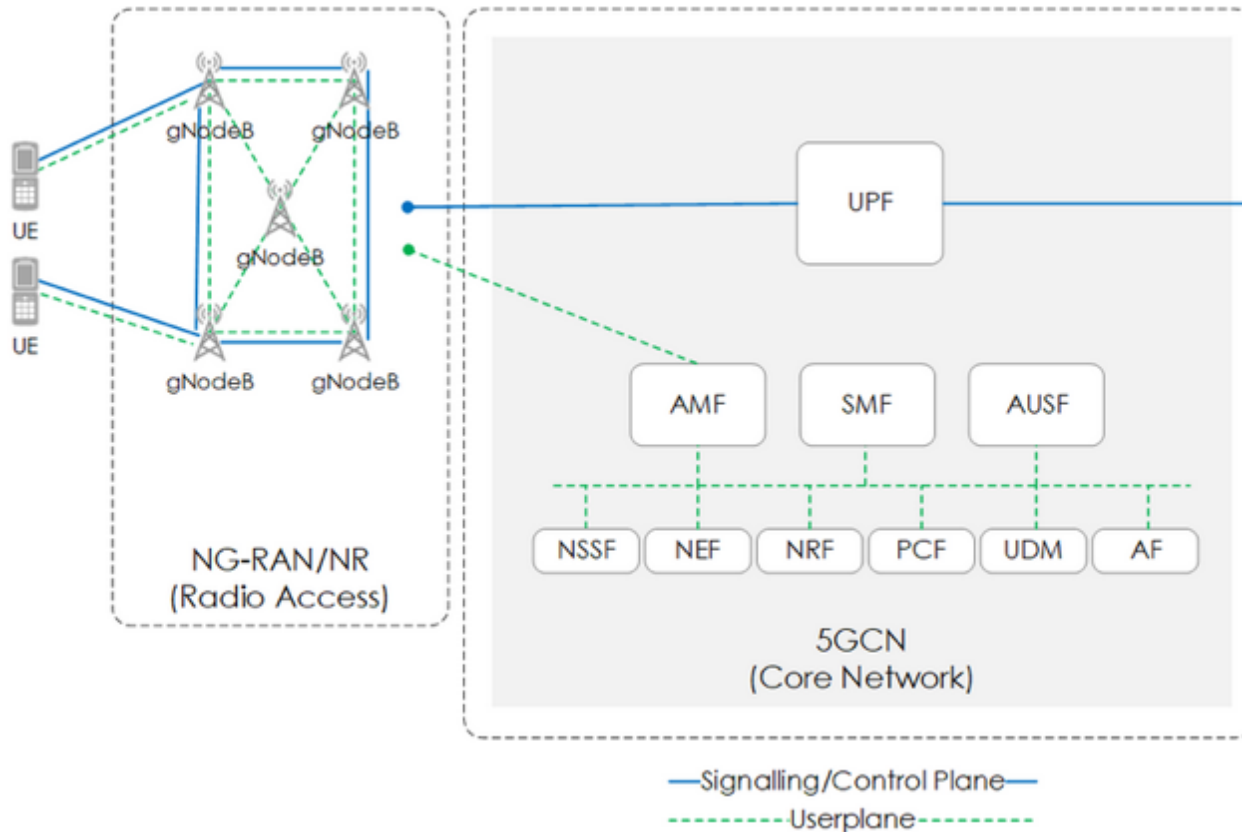 gNodeB gNodeB
UE
gNodeB
UE
gNodeB gNodeB
NG-RAN/NR
(Radio Access)
UPF
AMF SMF AUSF
NSSF NEF NRF PCF UDM AF
5GCN
(Core Network)
Signalling/Control Plane
Userplane